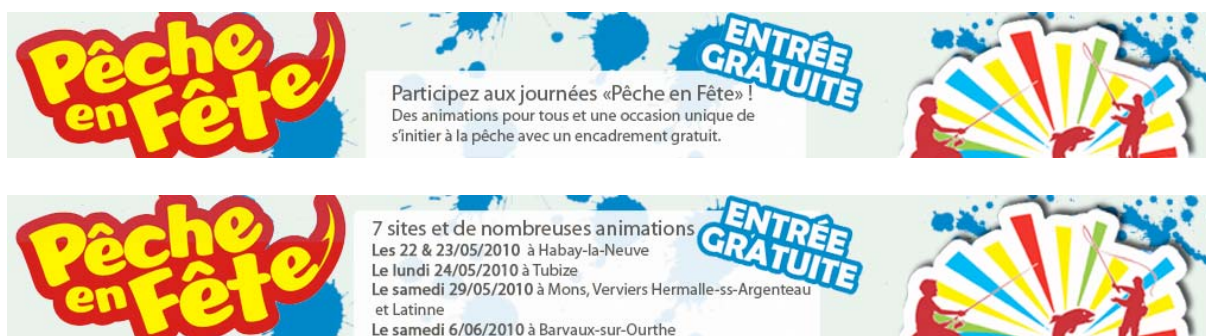 Pêche
en Fête
ENTRÉE
GRATUITE
Participez aux journées «Pêche en Fête» !
Des animations pour tous et une occasion unique de
s'initier à la pêche avec un encadrement gratuit.
Pêche
en Fête
ENTRÉE
GRATUITE
7 sites et de nombreuses animations
Les 22 & 23/05/2010 à Habay-la-Neuve
Le lundi 24/05/2010 à Tubize
Le samedi 29/05/2010 à Mons, Verviers Hermalle-ss-Argenteau
et Latinne
Le samedi 6/06/2010 à Barvaux-sur-Ourthe